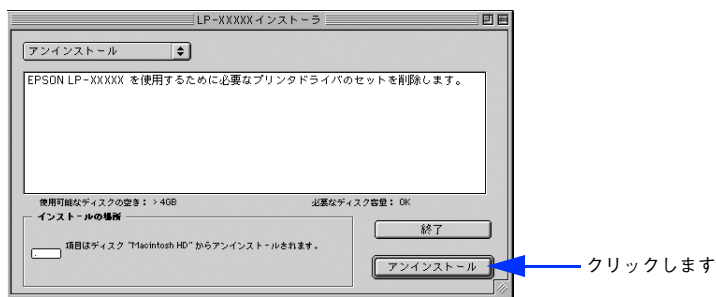 LP-XXXXXインストーラ
アンインストール
EPSON LP-XXXXX を使用するために必要なプリンタドライバのセットを削除します。
使用可能なディスクの空き： > 4GB
必要なディスク容量： OK
インストールの場所
項目はディスク “Macintosh HD” からアンインストールされます。
終了
アンインストール
クリックします